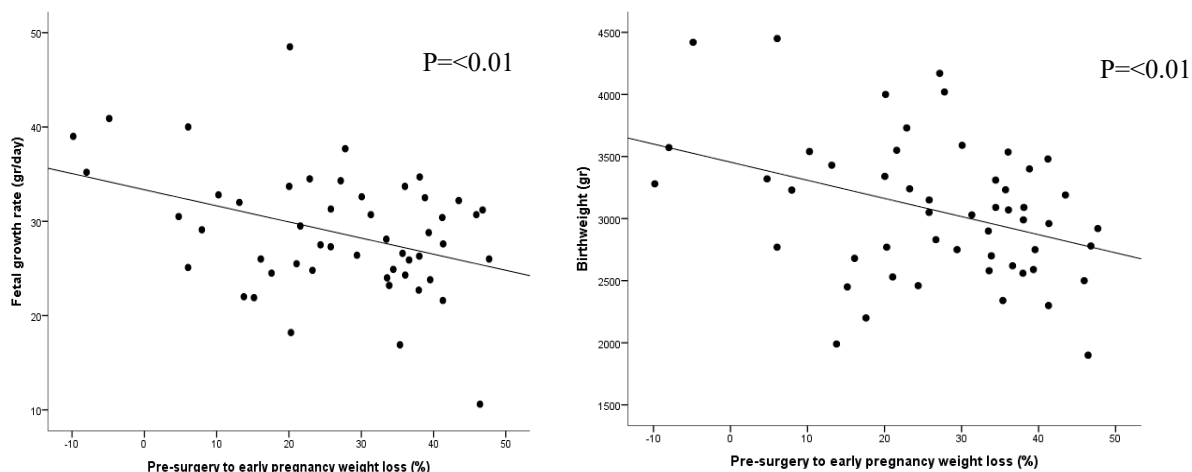 50
40
30
20
10
Fetal growth rate (gr/day)
P=<0.01
-10 0 10 20 30 40 50
Pre-surgery to early pregnancy weight loss (%)
4500
4000
3500
3000
2500
2000
1500
Birthweight (gr)
P=<0.01
-10 0 10 20 30 40 50
Pre-surgery to early pregnancy weight loss (%)